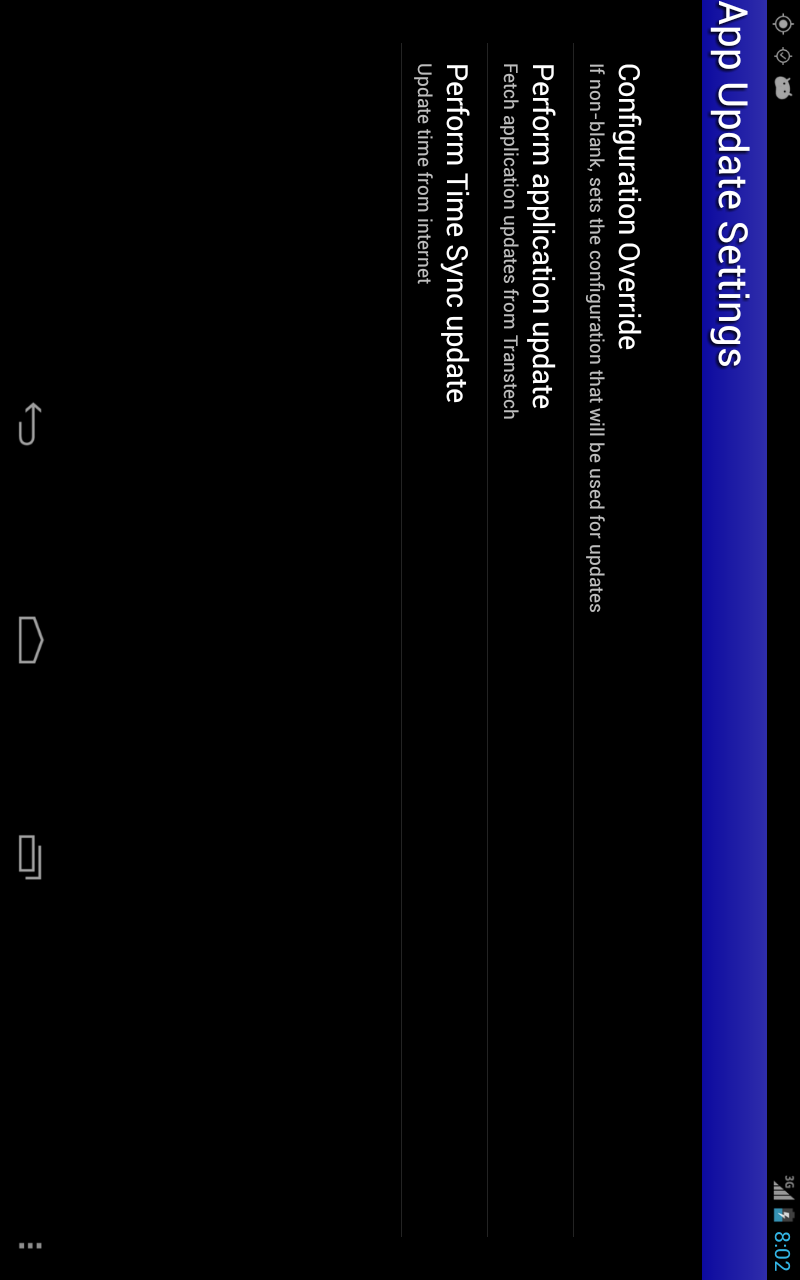 3G 8:02
App Update Settings
Configuration Override
If non-blank, sets the configuration that will be used for updates
Perform application update
Fetch application updates from Transtech
Perform Time Sync update
Update time from internet